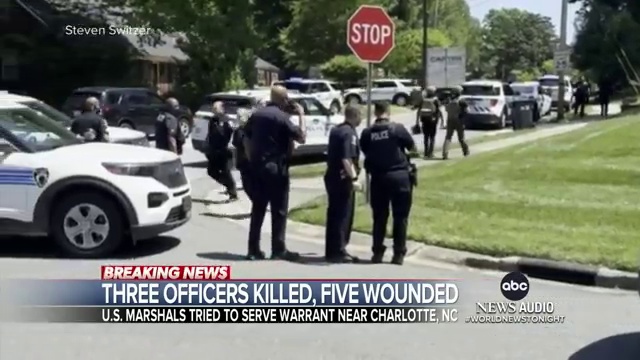 Steven Switzer
STOP
POLICE
BREAKING NEWS
THREE OFFICERS KILLED, FIVE WOUNDED
U.S. MARSHALS TRIED TO SERVE WARRANT NEAR CHARLOTTE, NC
abc
NEWS AUDIO
#WORLDNEWSTONIGHT